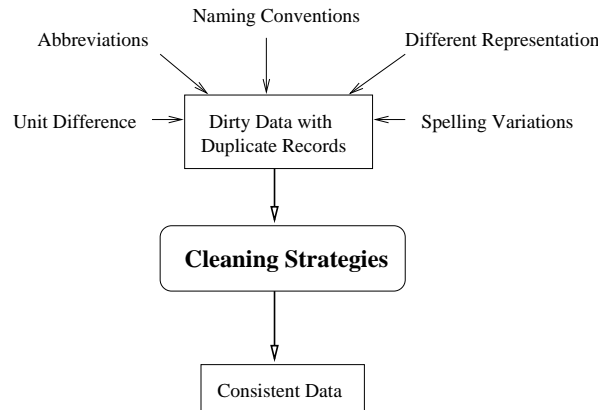 Naming Conventions
Abbreviations
Different Representation
Unit Difference
Dirty Data with
Duplicate Records
Spelling Variations
Cleaning Strategies
Consistent Data